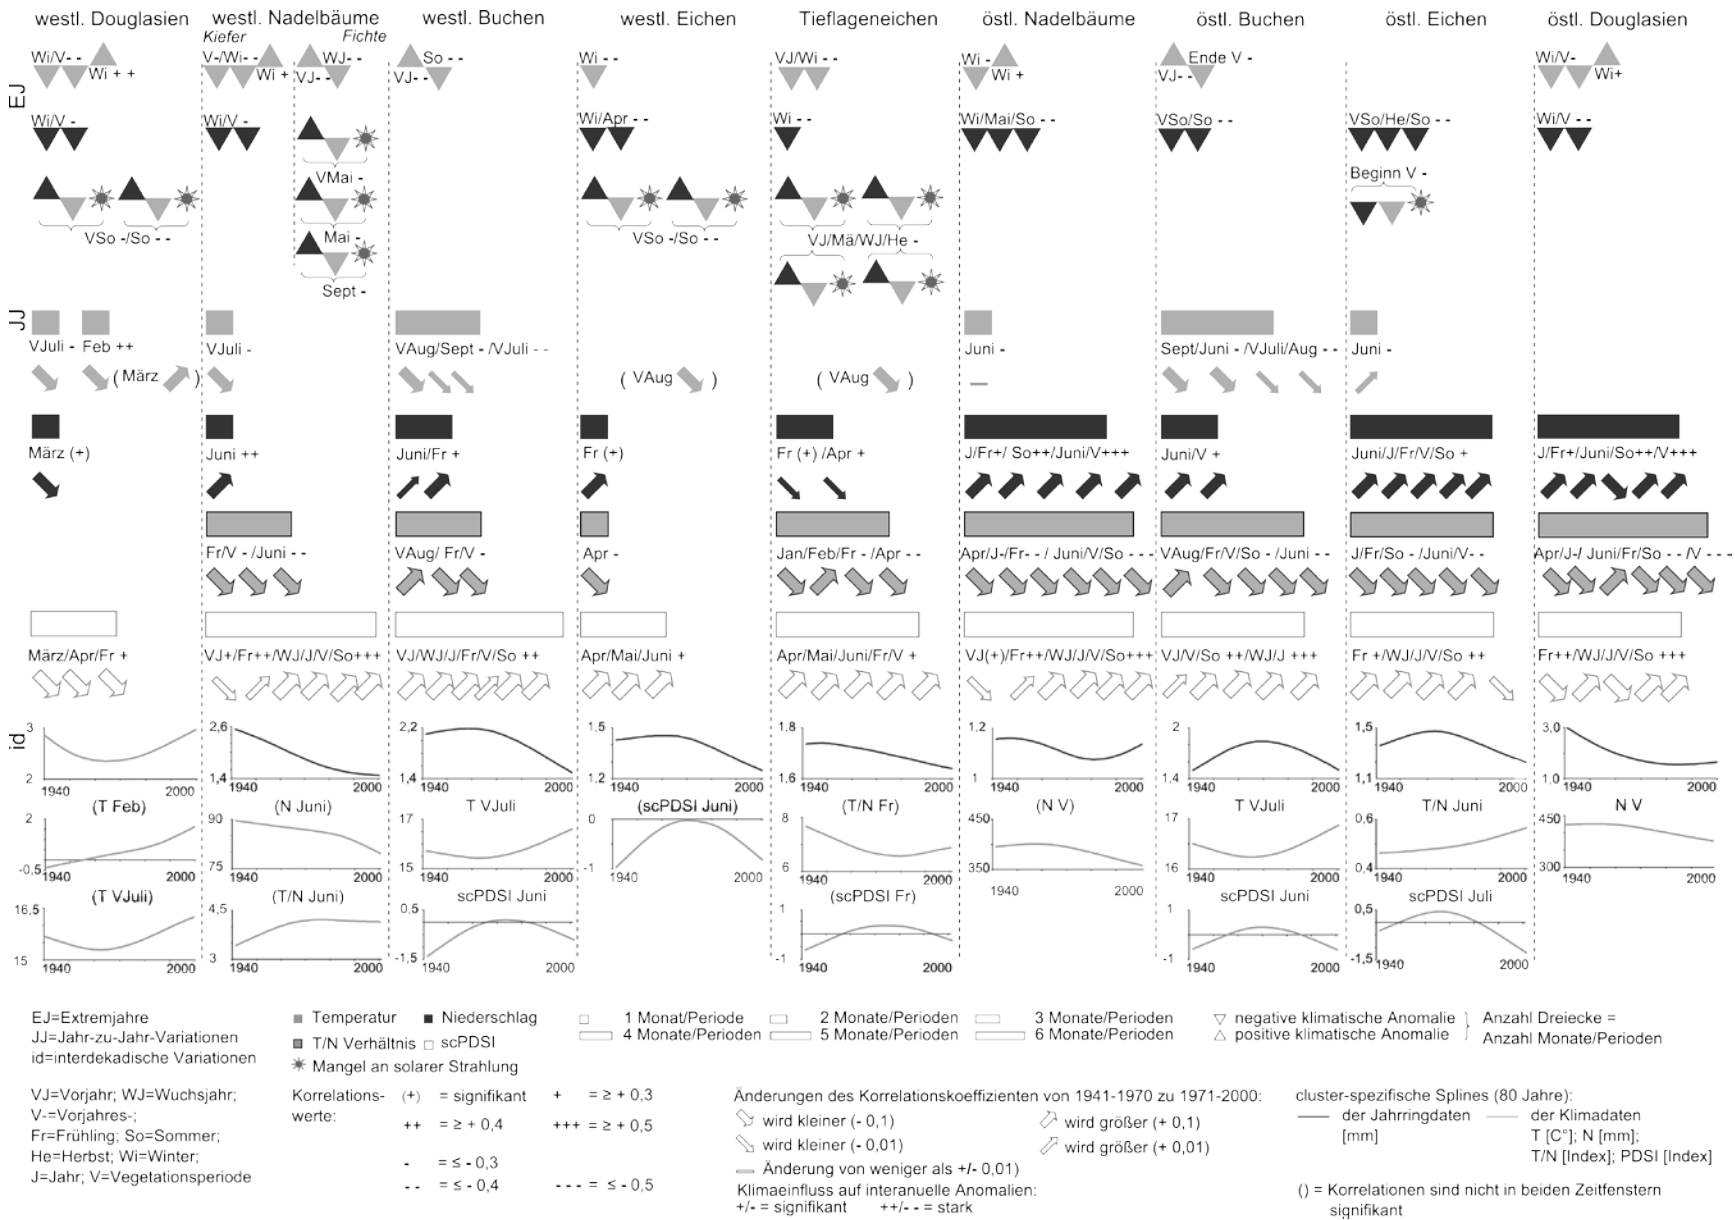 westl. Douglasien westl. Nadelbäume westl. Buchen westl. Eichen Tieflageneichen östl. Nadelbäume östl. Buchen östl. Eichen östl. Douglasien
Kiefer Fichte
EJ
Wi/V- - Wi + + V-/Wi- - Wi + WJ- - VJ- - So - - VJ- - Wi - - VJ/Wi - - Wi - Wi + Ende V - VJ- - Wi/V- Wi+
Wi/V - Wi/V - Wi/Apr - - Wi - - Wi/Mai/So - - VSo/So - - VSo/He/So - - Wi/V - -
VMai - Beginn V -
VSo -/So - - Mai - VSo -/So - - VJ/Mä/WJ/He -
Sept -
JJ
VJuli - Feb ++ VJuli - VAug/Sept - /VJuli - - Juni - Sept/Juni - /VJuli/Aug - - Juni -
( März ) ( VAug ) ( VAug )
März (+) Juni ++ Juni/Fr + Fr (+) Fr (+) /Apr + J/Fr+/ So++/Juni/V+++ Juni/V + Juni/J/Fr/V/So + J/Fr+/Juni/So++/V+++
Fr/V - /Juni - - VAug/ Fr/V - Apr - Jan/Feb/Fr - /Apr - - Apr/J-/Fr- - / Juni/V/So - - - VAug/Fr/V/So - /Juni - - J/Fr/So - /Juni/V- - Apr/J-/ Juni/Fr/So - - /V - - -
März/Apr/Fr + VJ+/Fr++/WJ/J/V/So+++ VJ/WJ/J/Fr/V/So ++ Apr/Mai/Juni + Apr/Mai/Juni/Fr/V + VJ(+)/Fr++/WJ/J/V/So+++ VJ/V/So ++/WJ/J +++ Fr +/WJ/J/V/So ++ Fr++/WJ/J/V/So +++
id
3 2,6 2,2 1,5 1.8 1.2 2 1,5 3.0
2 1,4 1,4 1,2 1.6 1 1,5 1,1 1.0
1940 2000 1940 2000 1940 2000 1940 2000 1940 2000 1940 2000 1940 2000 1940 2000 1940 2000
(T Feb) (N Juni) T VJuli (scPDSI Juni) (T/N Fr) (N V) T VJuli T/N Juni N V
2 90 17 0 8 450 17 0.6 450
-0.5 75 15 -1 6 350 16 0.4 300
1940 2000 1940 2000 1940 2000 1940 2000 1940 2000 1940 2000 1940 2000 1940 2000 1940 2000
(T VJuli) (T/N Juni) scPDSI Juni (scPDSI Fr) scPDSI Juni scPDSI Juli
16,5 4,5 0,5 1 1 0,5
15 3 -1,5 -1 -1 -1,5
1940 2000 1940 2000 1940 2000 1940 2000 1940 2000 1940 2000
EJ=Extremjahre
JJ=Jahr-zu-Jahr-Variationen
id=interdekadische Variationen
Temperatur Niederschlag
T/N Verhältnis scPDSI
Mangel an solarer Strahlung
1 Monat/Periode 2 Monate/Perioden 3 Monate/Perioden
4 Monate/Perioden 5 Monate/Perioden 6 Monate/Perioden
negative klimatische Anomalie
positive klimatische Anomalie
Anzahl Dreiecke =
Anzahl Monate/Perioden
VJ=Vorjahr; WJ=Wuchsjahr;
V-=Vorjahres-;
Fr=Frühling; So=Sommer;
He=Herbst; Wi=Winter;
J=Jahr; V=Vegetationsperiode
Korrelations-
werte:
(+) = signifikant + = ≥ + 0,3
++ = ≥ + 0,4 +++ = ≥ + 0,5
- = ≤ - 0,3
- - = ≤ - 0,4 - - - = ≤ - 0,5
Änderungen des Korrelationskoeffizienten von 1941-1970 zu 1971-2000:
wird kleiner (- 0,1) wird größer (+ 0,1)
wird kleiner (- 0,01) wird größer (+ 0,01)
Änderung von weniger als +/- 0,01)
Klimaeinfluss auf interanuelle Anomalien:
+/- = signifikant ++/- - = stark
cluster-spezifische Splines (80 Jahre):
der Jahrringdaten
[mm]
der Klimadaten
T [C°]; N [mm];
T/N [Index]; PDSI [Index]
() = Korrelationen sind nicht in beiden Zeitfenstern
signifikant